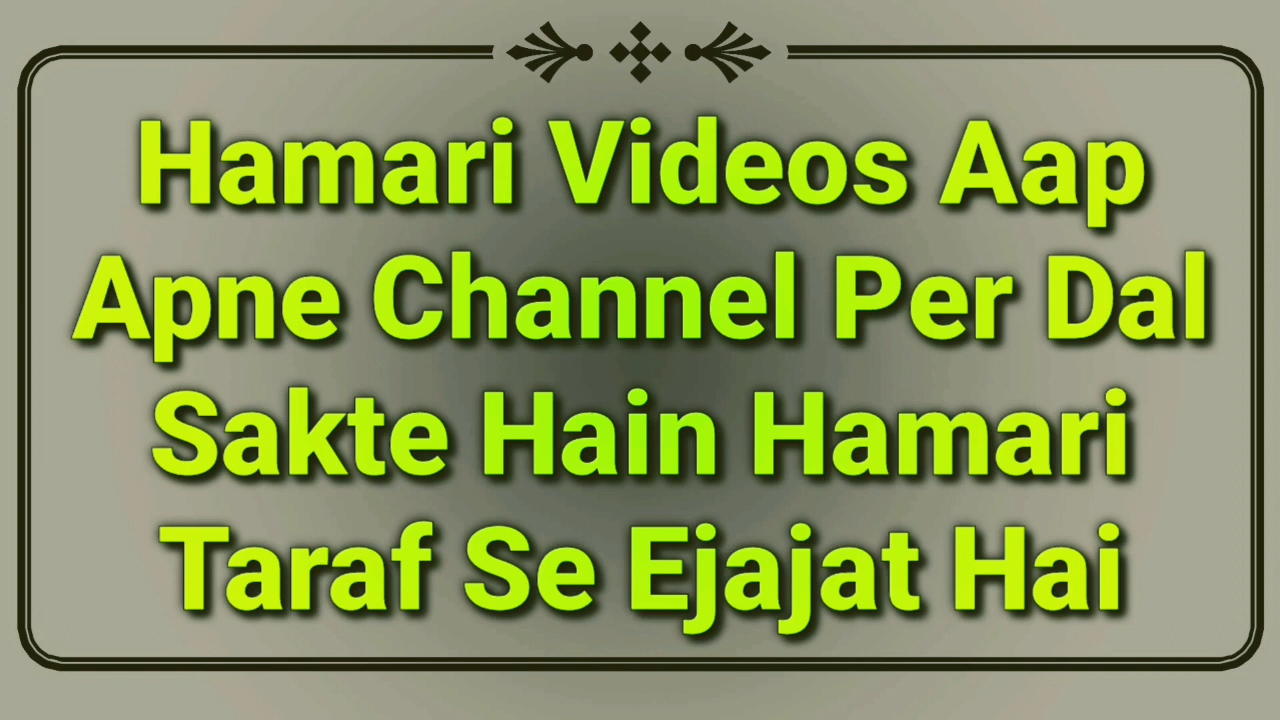 Hamari Videos Aap
Apne Channel Per Dal
Sakte Hain Hamari
Taraf Se Ejajat Hai